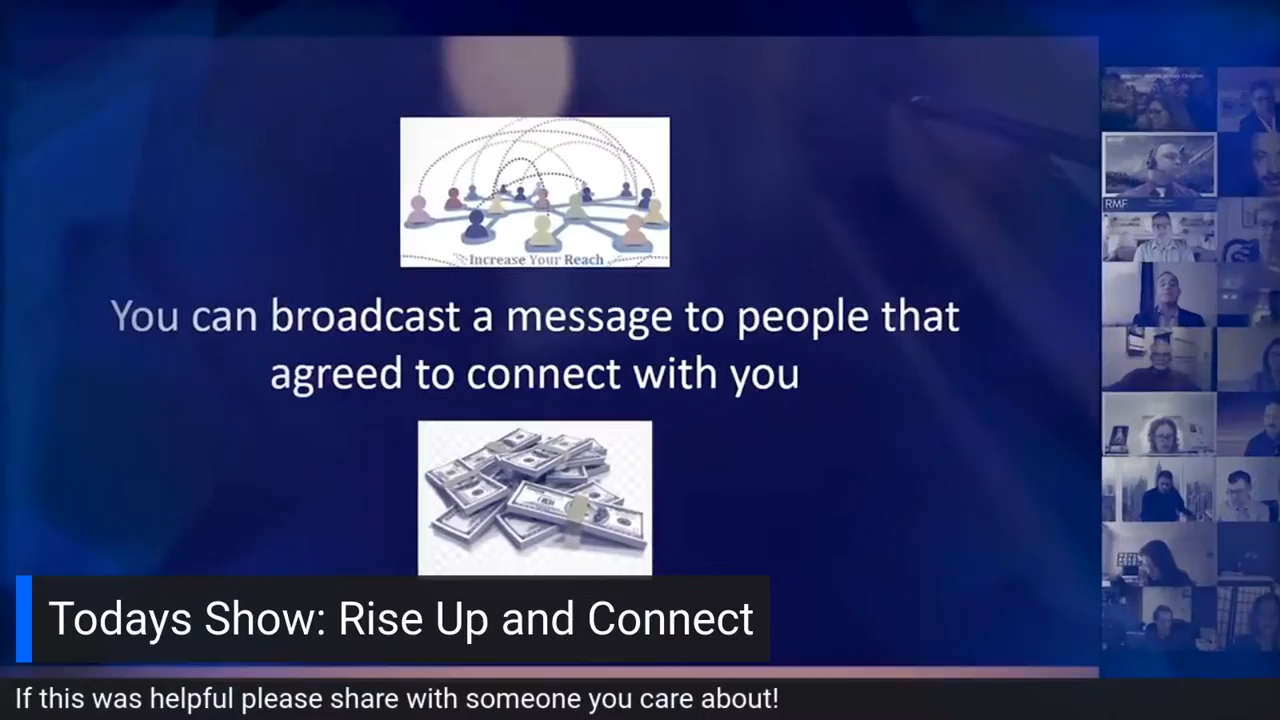 Increase Your Reach
RMF
You can broadcast a message to people that
agreed to connect with you
Todays Show: Rise Up and Connect
If this was helpful please share with someone you care about!